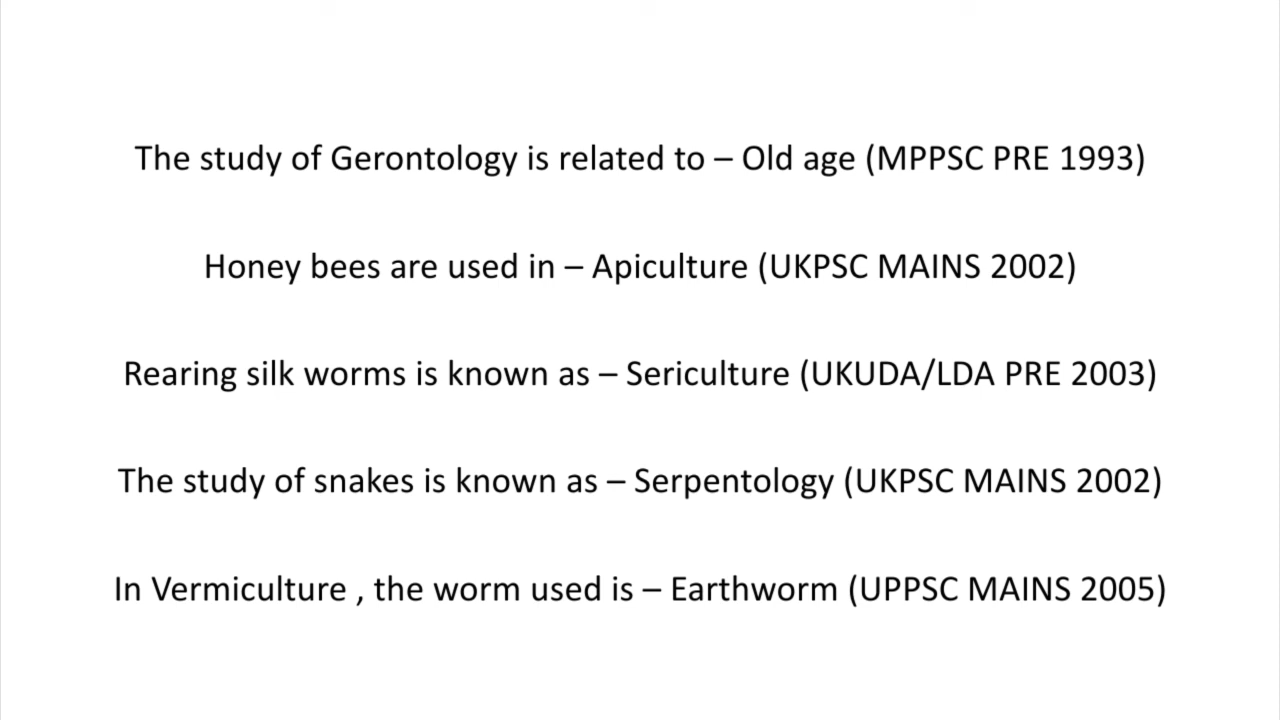 The study of Gerontology is related to – Old age (MPPSC PRE 1993)
Honey bees are used in – Apiculture (UKPSC MAINS 2002)
Rearing silk worms is known as – Sericulture (UKUDA/LDA PRE 2003)
The study of snakes is known as – Serpentology (UKPSC MAINS 2002)
In Vermiculture , the worm used is – Earthworm (UPPSC MAINS 2005)